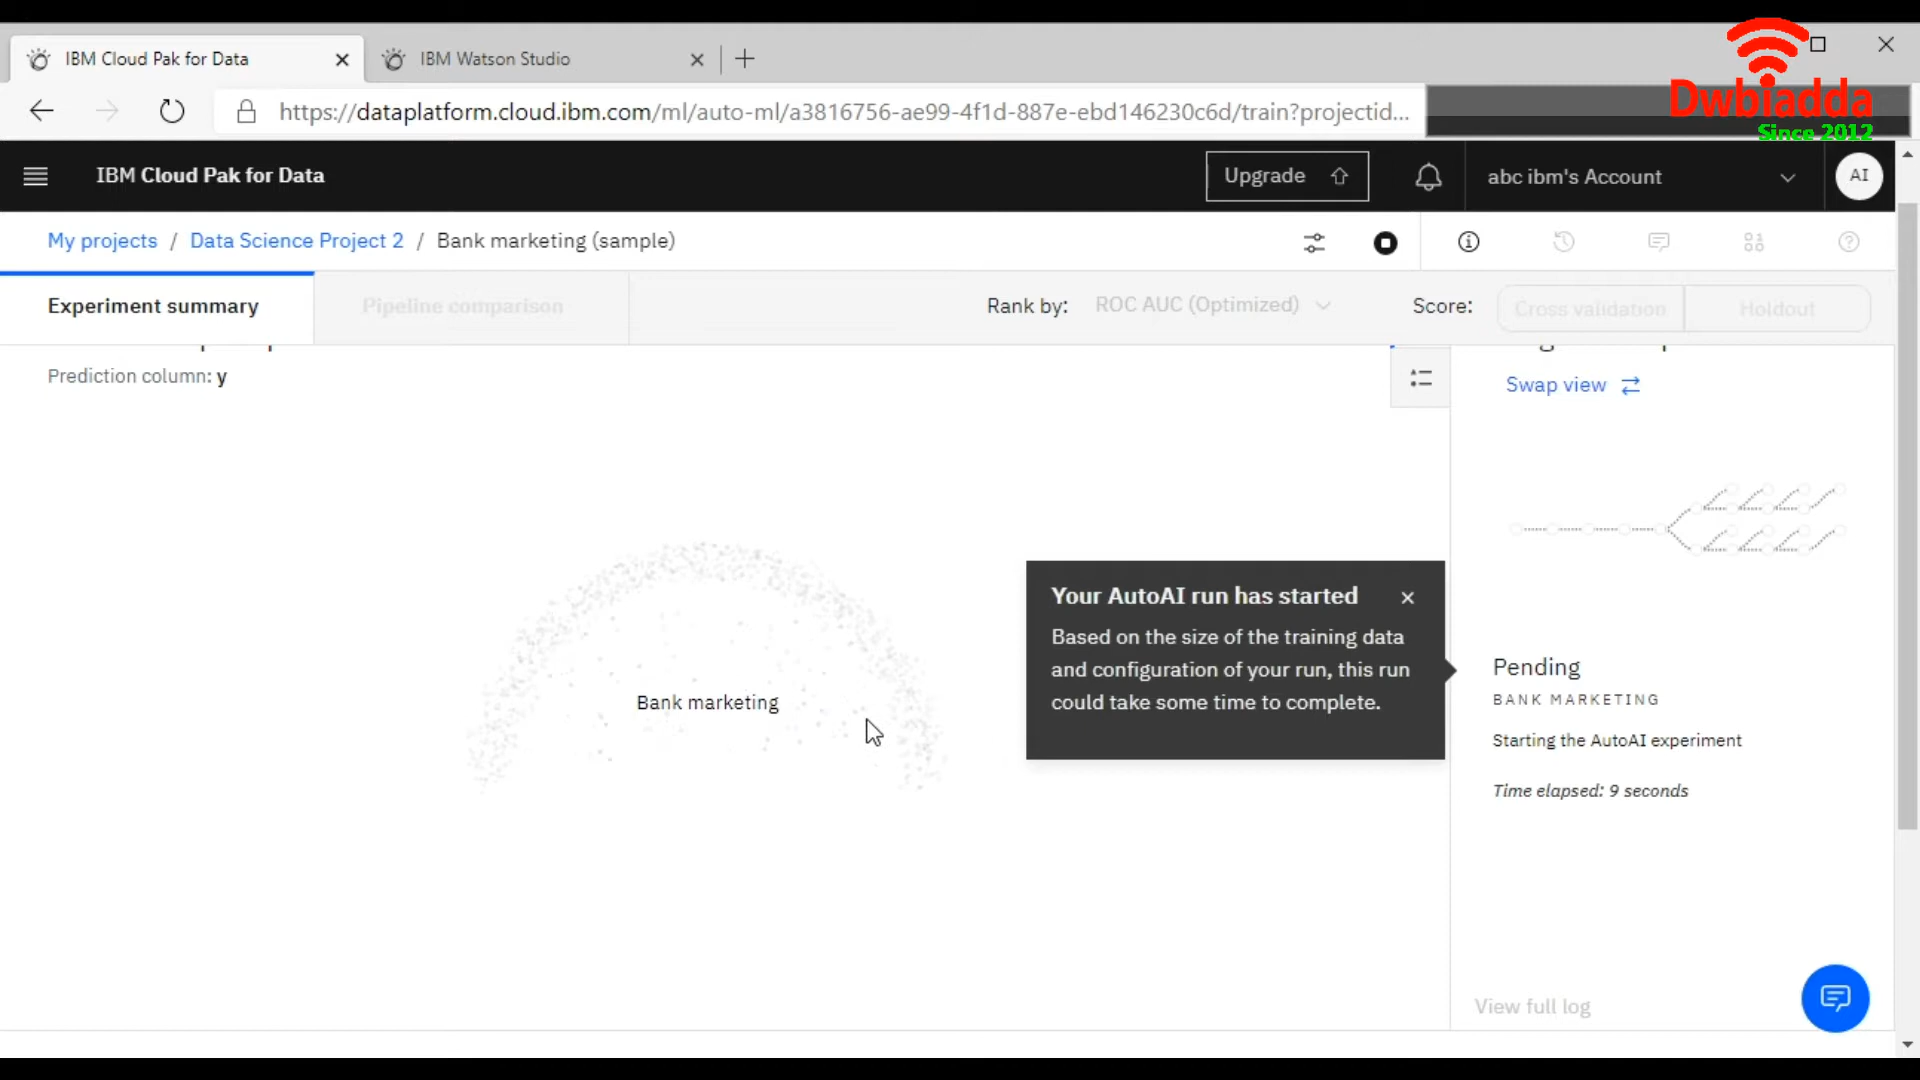 IBM Cloud Pak for Data
IBM Watson Studio
Dwbiadda
Since 2012
https://dataplatform.cloud.ibm.com/ml/auto-ml/a3816756-ae99-4f1d-887e-ebd146230c6d/train?projectid...
IBM Cloud Pak for Data
Upgrade
abc ibm's Account
AI
My projects / Data Science Project 2 / Bank marketing (sample)
Experiment summary
Pipeline comparison
Rank by: ROC AUC (Optimized)
Score: Cross validation Holdout
Prediction column: y
Swap view
Bank marketing
Your AutoAI run has started
Based on the size of the training data
and configuration of your run, this run
could take some time to complete.
Pending
BANK MARKETING
Starting the AutoAI experiment
Time elapsed: 9 seconds
View full log